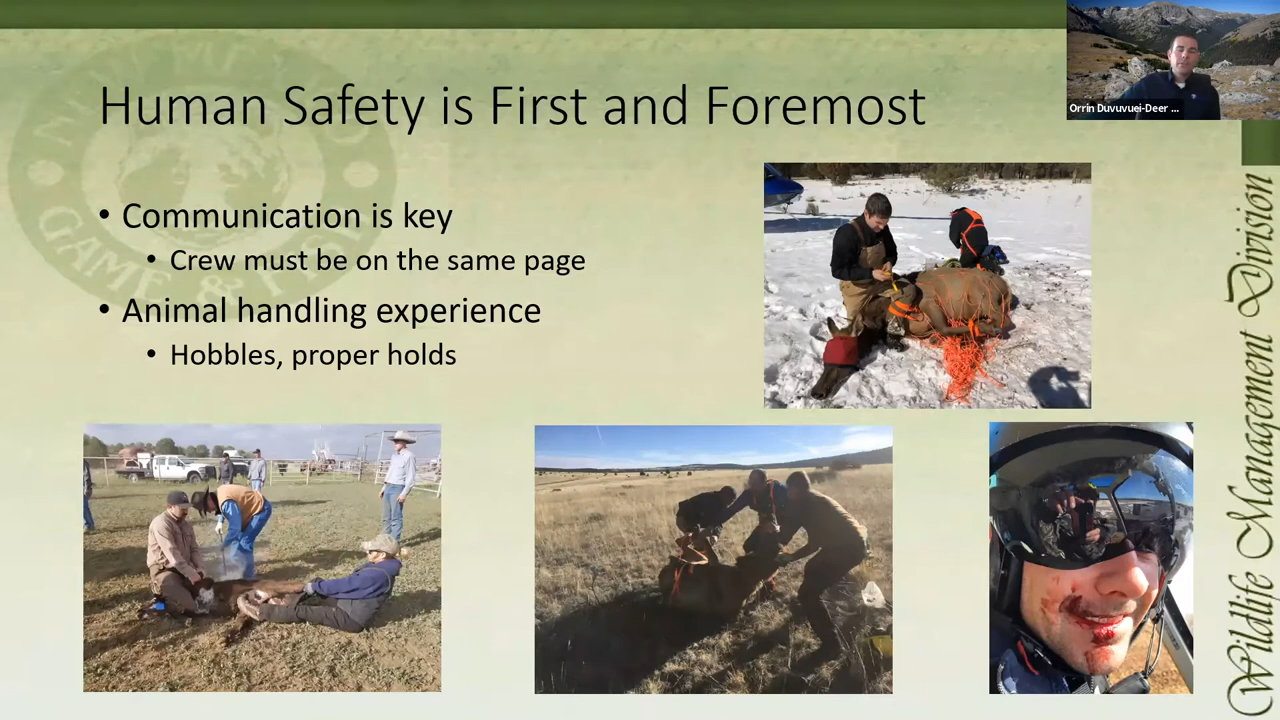 Human Safety is First and Foremost
Orrin Duvuvuei-Deer ...
• Communication is key
• Crew must be on the same page
• Animal handling experience
• Hobbles, proper holds
Wildlife Management Division
GAME &